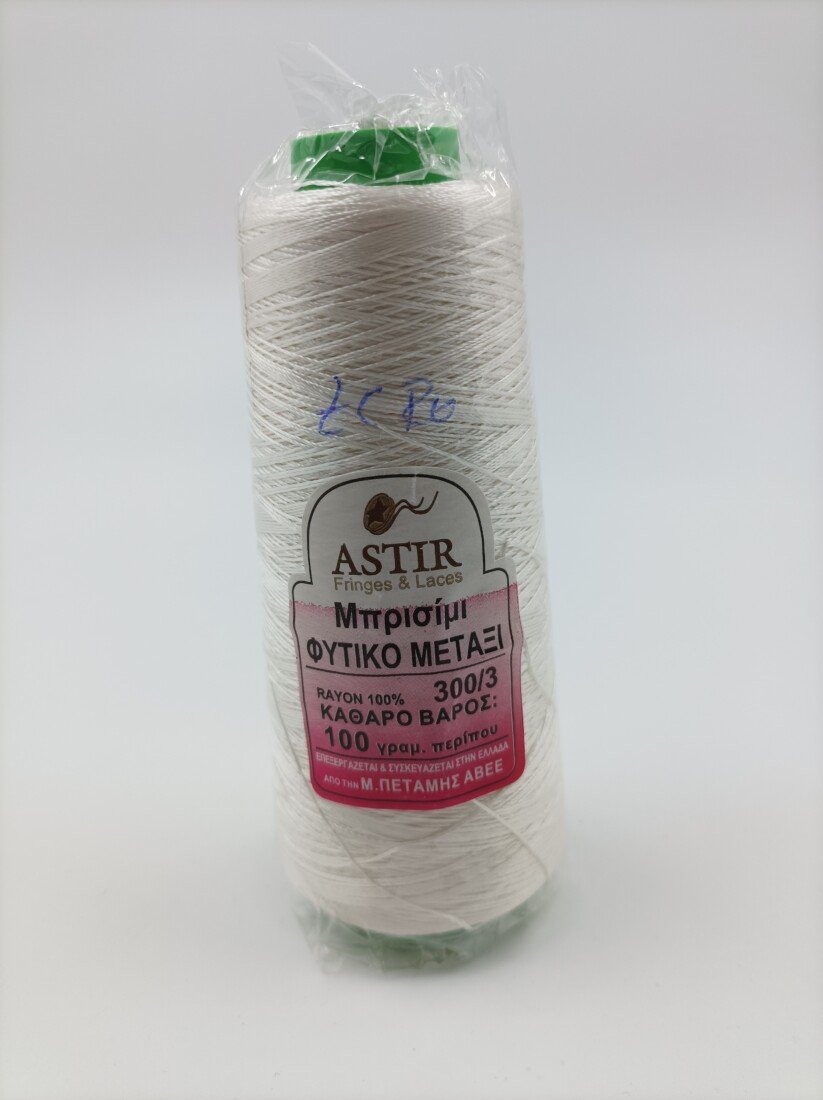 ECRU
ASTIR
Fringes & Laces
Μπρισίμι
ΦΥΤΙΚΟ ΜΕΤΑΞΙ
RAYON 100% 300/3
ΚΑΘΑΡΟ ΒΑΡΟΣ:
100 γραμ. περίπου
ΕΠΕΞΕΡΓΑΖΕΤΑΙ & ΣΥΣΚΕΥΑΖΕΤΑΙ ΣΤΗΝ ΕΛΛΑΔΑ
ΑΠΟ ΤΗΝ Μ.ΠΕΤΑΜΗΣ ΑΒΕΕ